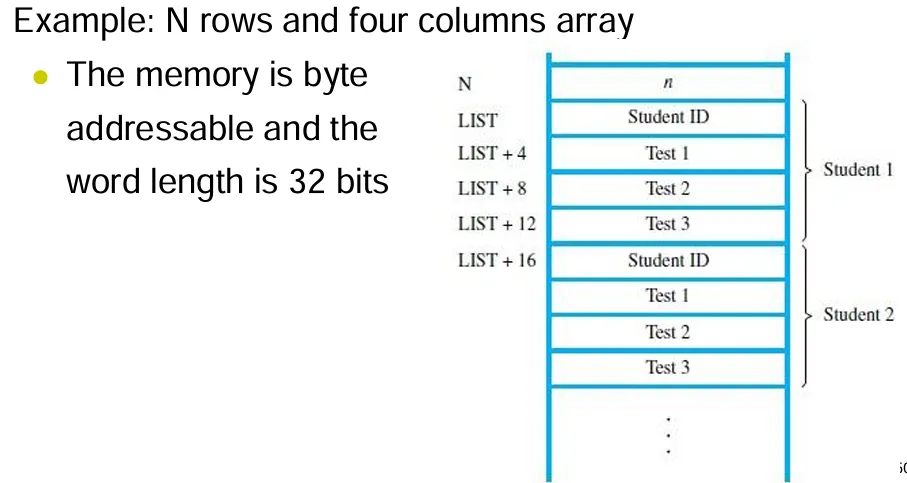 Example: N rows and four columns array
● The memory is byte
addressable and the
word length is 32 bits
N
n
LIST
Student ID
LIST + 4
Test 1
LIST + 8
Test 2
LIST + 12
Test 3
Student 1
LIST + 16
Student ID
Test 1
Test 2
Test 3
Student 2